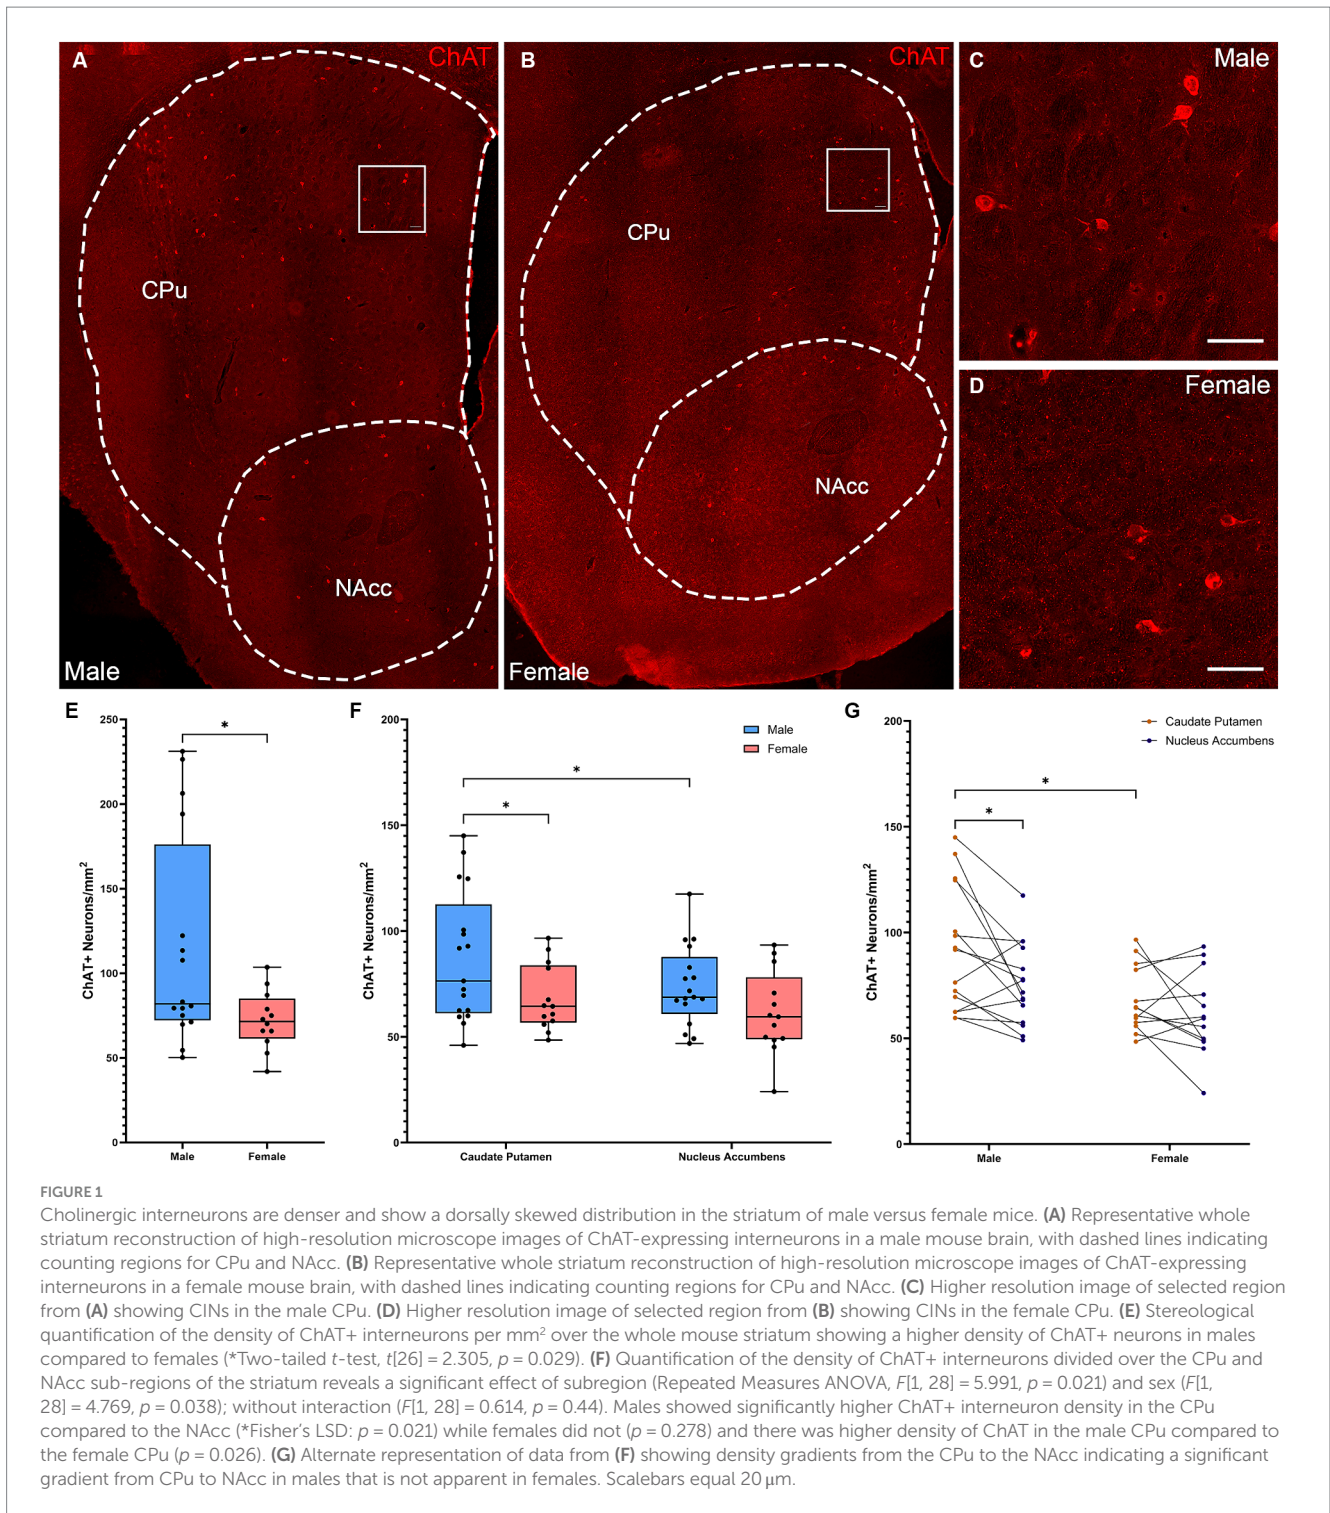 A
ChAT
CPu
NAcc
Male
B
ChAT
CPu
NAcc
Female
C
Male
D
Female
E
250
200
150
100
50
0
ChAT+ Neurons/mm²
*
Male
Female
F
200
150
100
50
0
ChAT+ Neurons/mm²
*
*
Male
Female
Caudate Putamen
Nucleus Accumbens
G
200
150
100
50
0
ChAT+ Neurons/mm²
*
*
Caudate Putamen
Nucleus Accumbens
Male
Female
FIGURE 1
Cholinergic interneurons are denser and show a dorsally skewed distribution in the striatum of male versus female mice. (A) Representative whole
striatum reconstruction of high-resolution microscope images of ChAT-expressing interneurons in a male mouse brain, with dashed lines indicating
counting regions for CPu and NAcc. (B) Representative whole striatum reconstruction of high-resolution microscope images of ChAT-expressing
interneurons in a female mouse brain, with dashed lines indicating counting regions for CPu and NAcc. (C) Higher resolution image of selected region
from (A) showing CINs in the male CPu. (D) Higher resolution image of selected region from (B) showing CINs in the female CPu. (E) Stereological
quantification of the density of ChAT+ interneurons per mm² over the whole mouse striatum showing a higher density of ChAT+ neurons in males
compared to females (*Two-tailed t-test, t[26] = 2.305, p = 0.029). (F) Quantification of the density of ChAT+ interneurons divided over the CPu and
NAcc sub-regions of the striatum reveals a significant effect of subregion (Repeated Measures ANOVA, F[1, 28] = 5.991, p = 0.021) and sex (F[1,
28] = 4.769, p = 0.038); without interaction (F[1, 28] = 0.614, p = 0.44). Males showed significantly higher ChAT+ interneuron density in the CPu
compared to the NAcc (*Fisher's LSD: p = 0.021) while females did not (p = 0.278) and there was higher density of ChAT in the male CPu compared to
the female CPu (p = 0.026). (G) Alternate representation of data from (F) showing density gradients from the CPu to the NAcc indicating a significant
gradient from CPu to NAcc in males that is not apparent in females. Scalebars equal 20 μm.